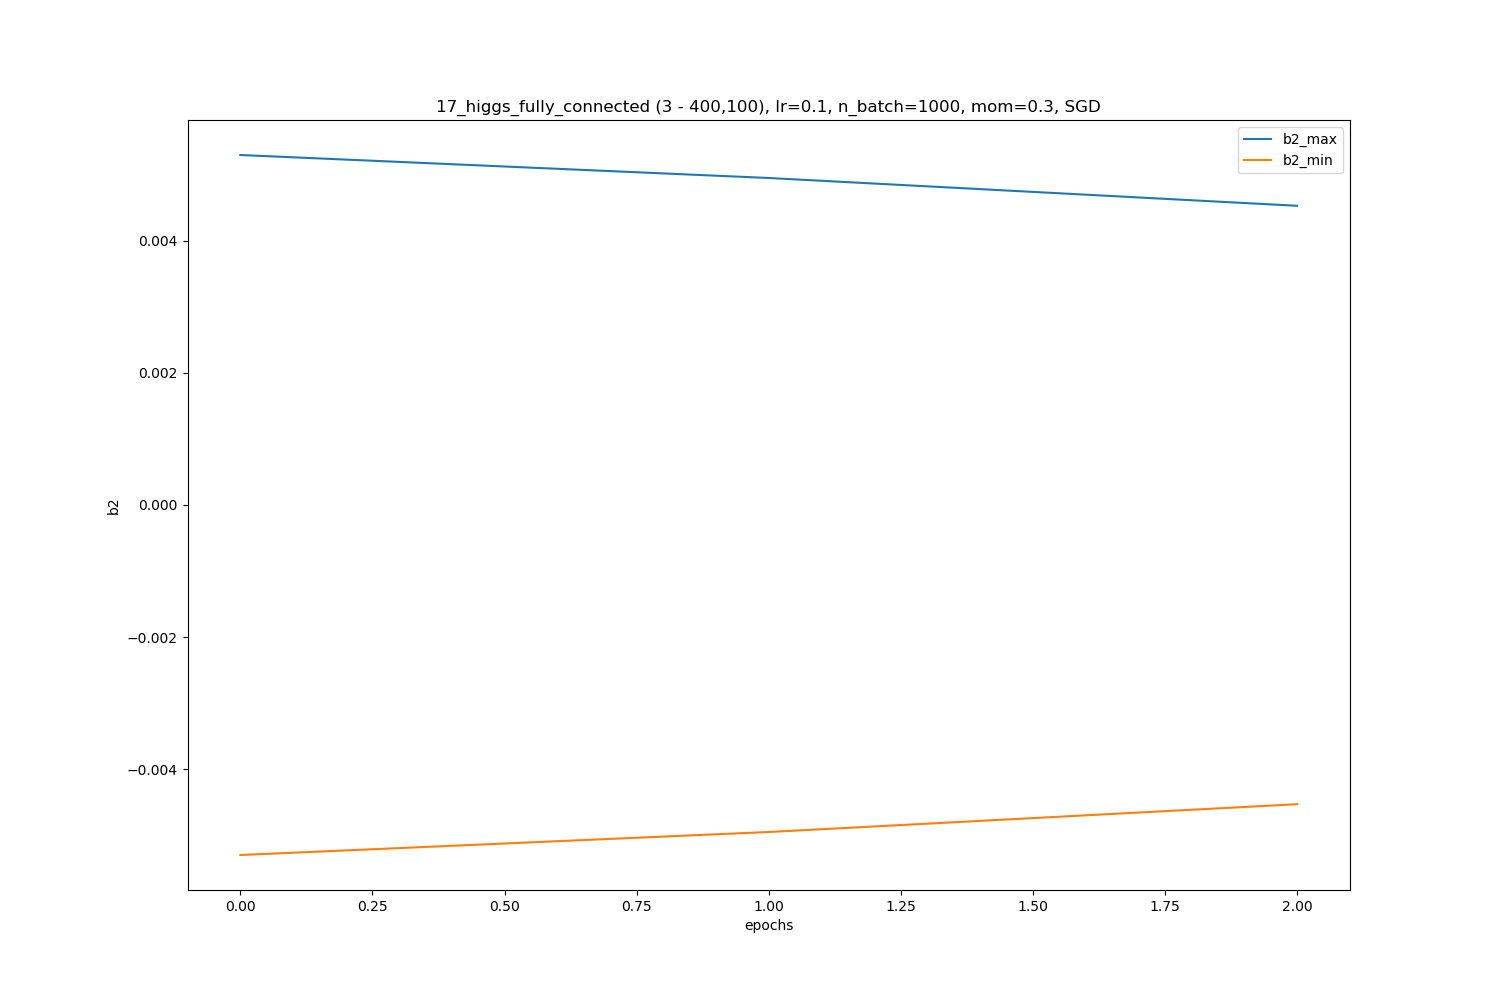 17_higgs_fully_connected (3 - 400,100), lr=0.1, n_batch=1000, mom=0.3, SGD
b2_max
b2_min
0.004
0.002
0.000
−0.002
−0.004
b2
0.00 0.25 0.50 0.75 1.00 1.25 1.50 1.75 2.00
epochs